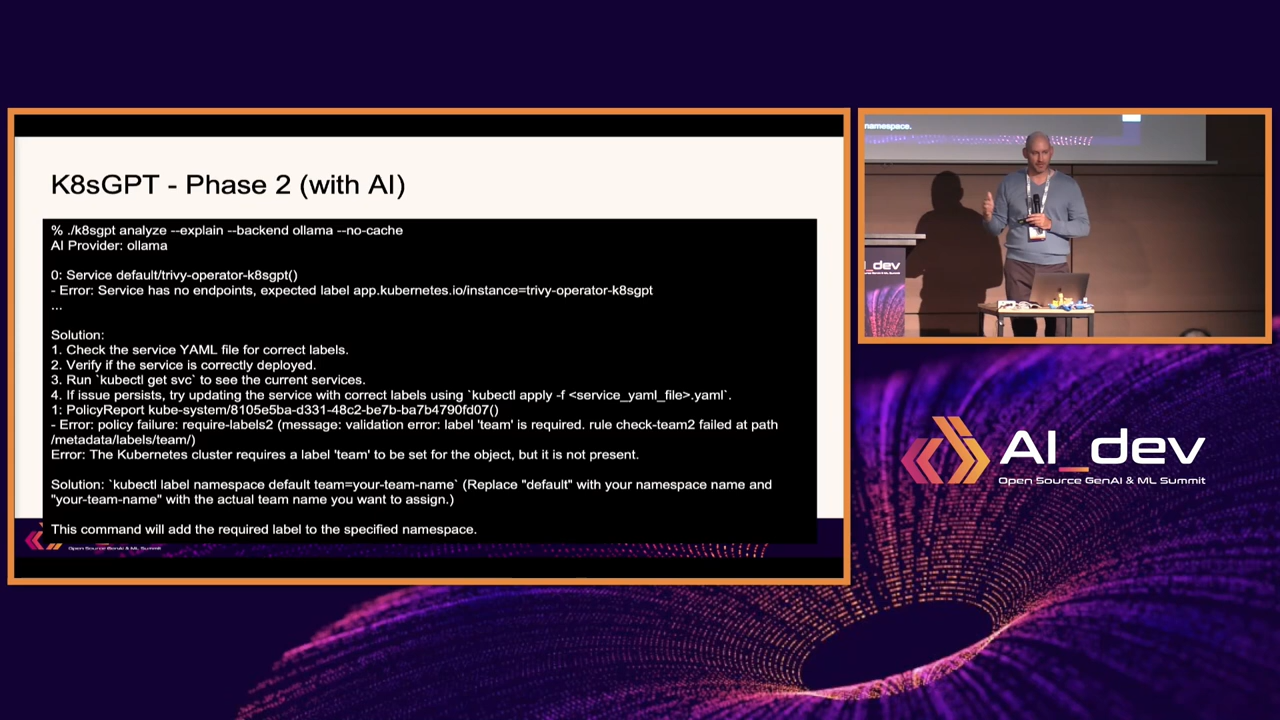 K8sGPT - Phase 2 (with AI)
% ./k8sgpt analyze --explain --backend ollama --no-cache
AI Provider: ollama
0: Service default/trivy-operator-k8sgpt()
- Error: Service has no endpoints, expected label app.kubernetes.io/instance=trivy-operator-k8sgpt
...
Solution:
1. Check the service YAML file for correct labels.
2. Verify if the service is correctly deployed.
3. Run `kubectl get svc` to see the current services.
4. If issue persists, try updating the service with correct labels using `kubectl apply -f <service_yaml_file>.yaml`.
1: PolicyReport kube-system/8105e5ba-d331-48c2-be7b-ba7b4790fd07()
- Error: policy failure: require-labels2 (message: validation error: label 'team' is required. rule check-team2 failed at path
/metadata/labels/team/)
Error: The Kubernetes cluster requires a label 'team' to be set for the object, but it is not present.
Solution: `kubectl label namespace default team=your-team-name` (Replace "default" with your namespace name and
"your-team-name" with the actual team name you want to assign.)
This command will add the required label to the specified namespace.
Open Source GenAI & ML Summit
namespace.
_dev
AI_dev
Open Source GenAI & ML Summit